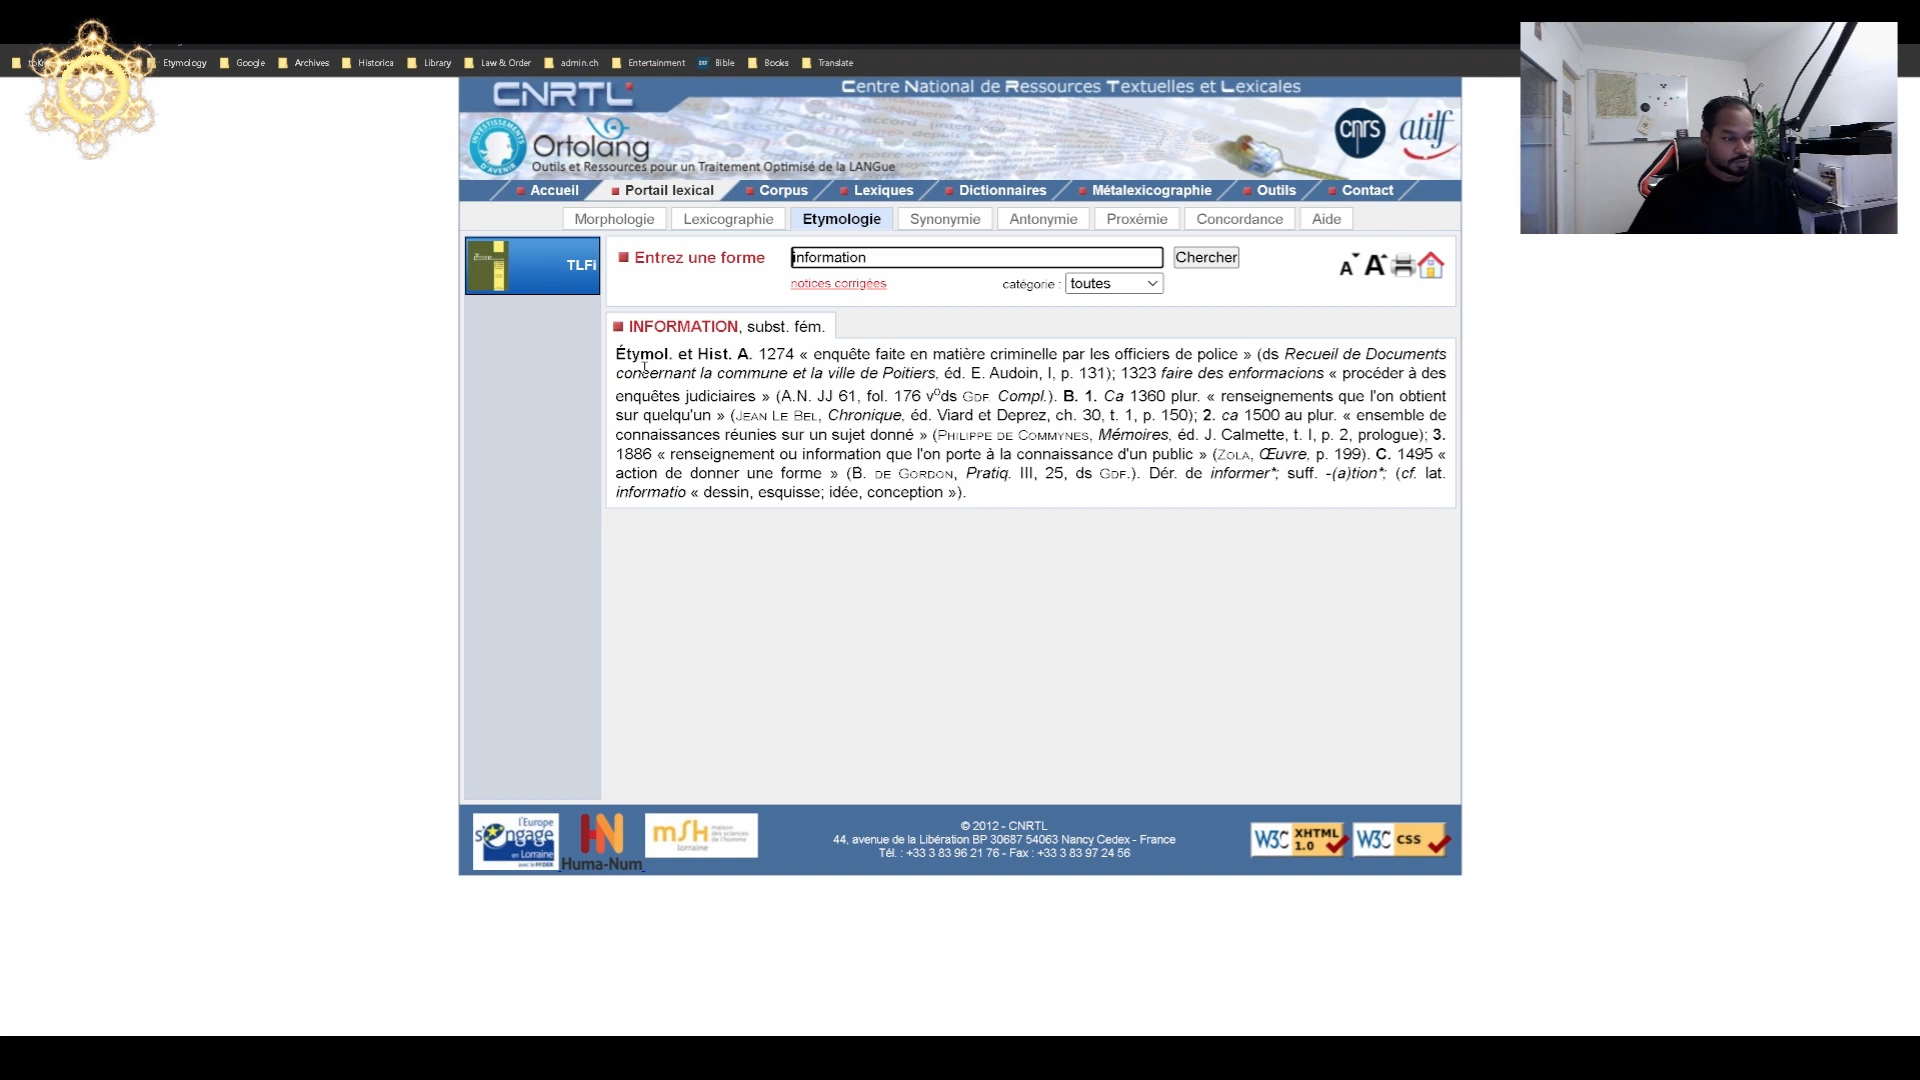 Etymology Google Archives Historica Library Law & Order admin.ch Entertainment Bible Books Translate
CNRTL Centre National de Ressources Textuelles et Lexicales
INVESTISSEMENTS D'AVENIR
Ortolang
Outils et Ressources pour un Traitement Optimisé de la LANGue
cnrs atilf
Accueil Portail lexical Corpus Lexiques Dictionnaires Métalexicographie Outils Contact
Morphologie Lexicographie Etymologie Synonymie Antonymie Proxémie Concordance Aide
TLFi
Entrez une forme information Chercher
notices corrigées catégorie : toutes
A A
INFORMATION, subst. fém.
Étymol. et Hist. A. 1274 « enquête faite en matière criminelle par les officiers de police » (ds Recueil de Documents
concernant la commune et la ville de Poitiers, éd. E. Audoin, I, p. 131); 1323 faire des enformacions « procéder à des
enquêtes judiciaires » (A.N. JJ 61, fol. 176 vods GDF. Compl.). B. 1. Ca 1360 plur. « renseignements que l'on obtient
sur quelqu'un » (JEAN LE BEL, Chronique, éd. Viard et Deprez, ch. 30, t. 1, p. 150); 2. ca 1500 au plur. « ensemble de
connaissances réunies sur un sujet donné » (PHILIPPE DE COMMYNES, Mémoires, éd. J. Calmette, t. I, p. 2, prologue); 3.
1886 « renseignement ou information que l'on porte à la connaissance d'un public » (ZOLA, Œuvre, p. 199). C. 1495 «
action de donner une forme » (B. DE GORDON, Pratiq. III, 25, ds GDF.). Dér. de informer*; suff. -(a)tion*; (cf. lat.
informatio « dessin, esquisse; idée, conception »).
l'Europe
s'engage
en Lorraine
Huma-Num
msh maison des sciences de l'homme
lorraine
© 2012 - CNRTL
44, avenue de la Libération BP 30687 54063 Nancy Cedex - France
Tél. : +33 3 83 96 21 76 - Fax : +33 3 83 97 24 56
W3C XHTML 1.0 W3C CSS